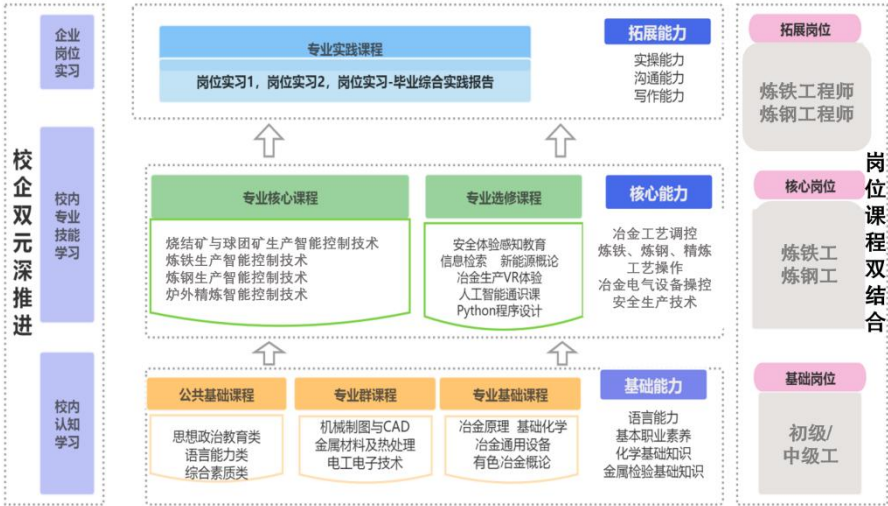 校企双元深推进
企业
岗位
实习
校内
专业
技能
学习
校内
认知
学习
专业实践课程
岗位实习1，岗位实习2，岗位实习-毕业综合实践报告
拓展能力
实操能力
沟通能力
写作能力
专业核心课程
烧结矿与球团矿生产智能控制技术
炼铁生产智能控制技术
炼钢生产智能控制技术
炉外精炼智能控制技术
专业选修课程
安全体验感知教育
信息检索 新能源概论
冶金生产VR体验
人工智能通识课
Python程序设计
核心能力
冶金工艺调控
炼铁、炼钢、精炼
工艺操作
冶金电气设备操控
安全生产技术
公共基础课程
思想政治教育类
语言能力类
综合素质类
专业群课程
机械制图与CAD
金属材料及热处理
电工电子技术
专业基础课程
冶金原理 基础化学
冶金通用设备
有色冶金概论
基础能力
语言能力
基本职业素养
化学基础知识
金属检验基础知识
拓展岗位
炼铁工程师
炼钢工程师
核心岗位
炼铁工
炼钢工
基础岗位
初级/
中级工
岗位课程双结合